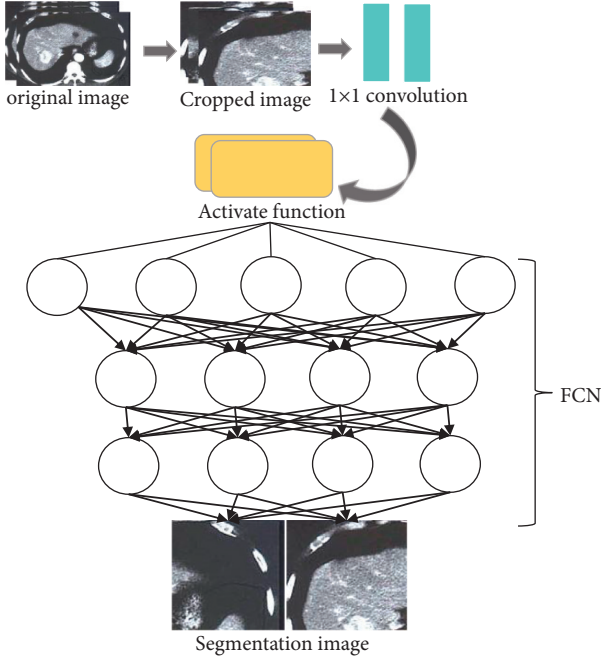 original image
Cropped image
1×1 convolution
Activate function
FCN
Segmentation image